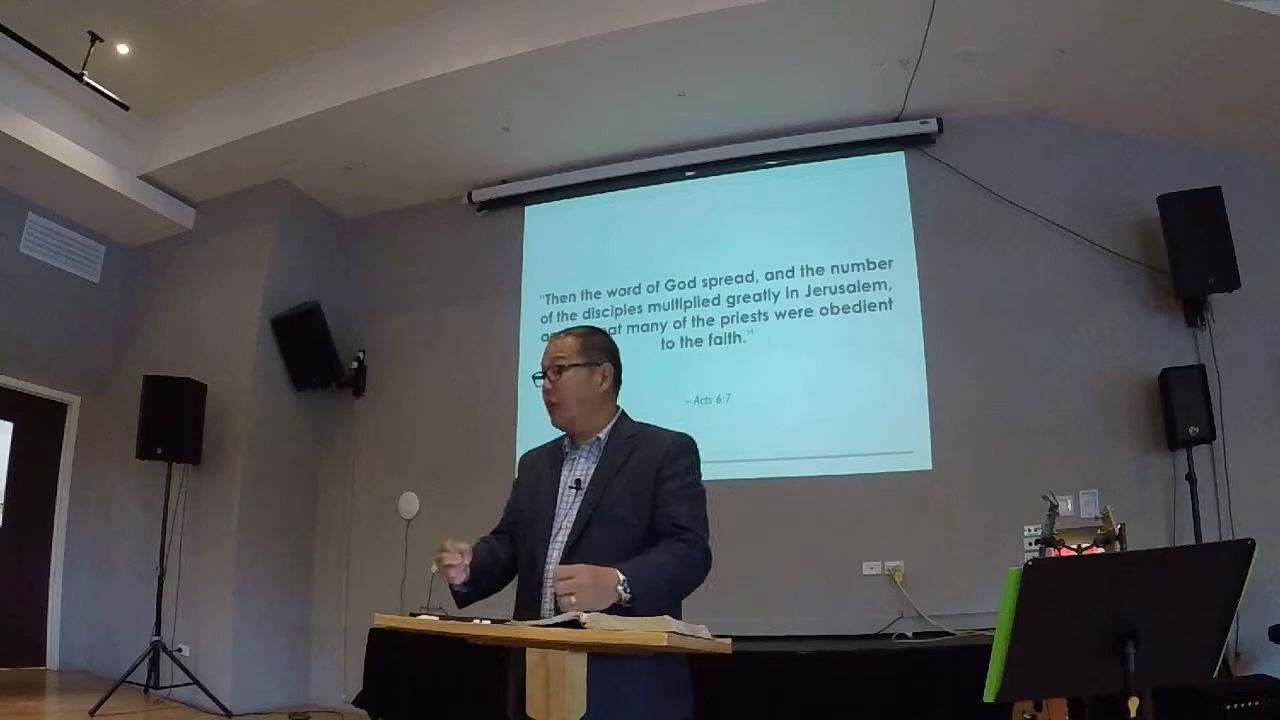 “Then the word of God spread, and the number
of the disciples multiplied greatly in Jerusalem,
many of the priests were obedient
to the faith.”
– Acts 6:7